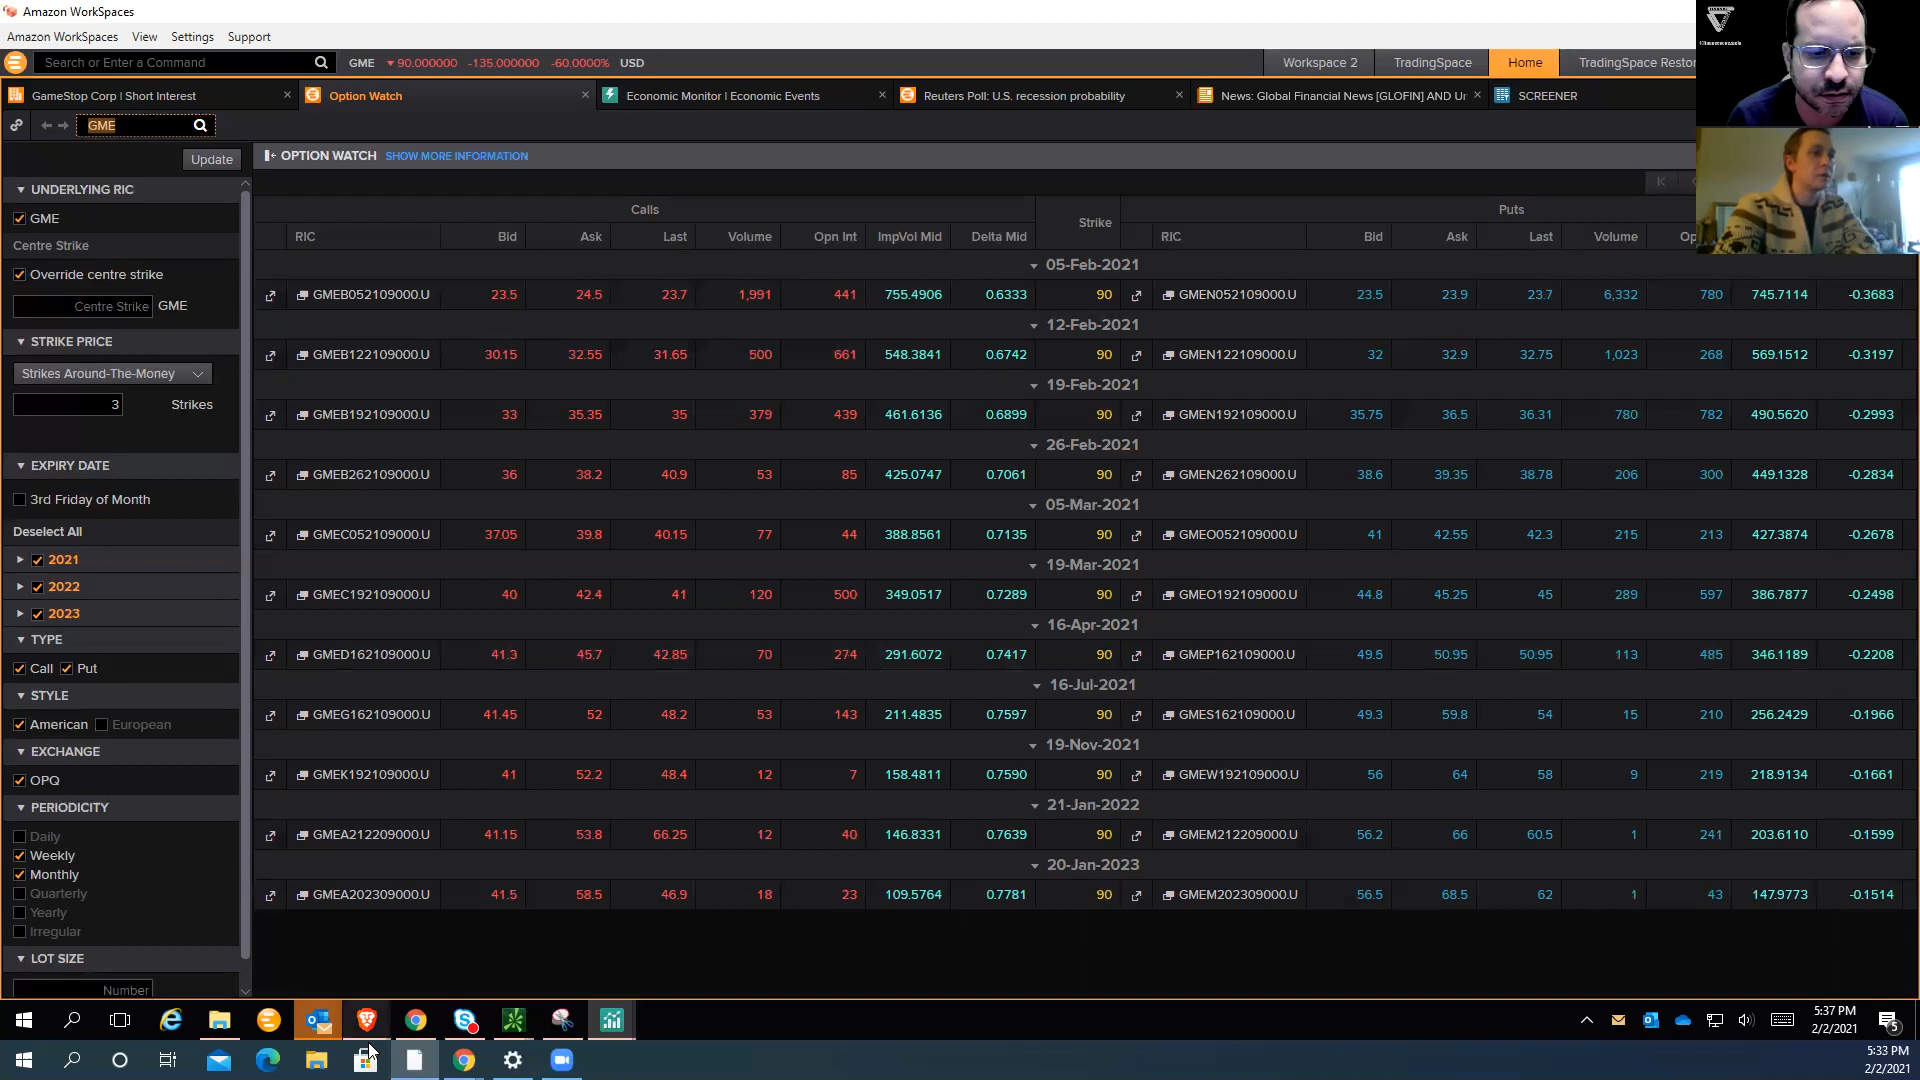 Amazon WorkSpaces
Amazon WorkSpaces View Settings Support
Search or Enter a Command GME 90.000000 -135.000000 -60.0000% USD Workspace 2 TradingSpace Home TradingSpace Restor
GameStop Corp | Short Interest Option Watch Economic Monitor | Economic Events Reuters Poll: U.S. recession probability News: Global Financial News [GLOFIN] AND Ur SCREENER
GME
Update
OPTION WATCH SHOW MORE INFORMATION
UNDERLYING RIC
GME
Centre Strike
Override centre strike
Centre Strike GME
STRIKE PRICE
Strikes Around-The-Money
3 Strikes
EXPIRY DATE
3rd Friday of Month
Deselect All
2021
2022
2023
TYPE
Call Put
STYLE
American European
EXCHANGE
OPQ
PERIODICITY
Daily
Weekly
Monthly
Quarterly
Yearly
Irregular
LOT SIZE
Number
Calls Strike Puts
RIC Bid Ask Last Volume Opn Int ImpVol Mid Delta Mid RIC Bid Ask Last Volume Op
05-Feb-2021
GMEB052109000.U 23.5 24.5 23.7 1,991 441 755.4906 0.6333 90 GMEN052109000.U 23.5 23.9 23.7 6,332 780 745.7114 -0.3683
12-Feb-2021
GMEB122109000.U 30.15 32.55 31.65 500 661 548.3841 0.6742 90 GMEN122109000.U 32 32.9 32.75 1,023 268 569.1512 -0.3197
19-Feb-2021
GMEB192109000.U 33 35.35 35 379 439 461.6136 0.6899 90 GMEN192109000.U 35.75 36.5 36.31 780 782 490.5620 -0.2993
26-Feb-2021
GMEB262109000.U 36 38.2 40.9 53 85 425.0747 0.7061 90 GMEN262109000.U 38.6 39.35 38.78 206 300 449.1328 -0.2834
05-Mar-2021
GMEC052109000.U 37.05 39.8 40.15 77 44 388.8561 0.7135 90 GMEO052109000.U 41 42.55 42.3 215 213 427.3874 -0.2678
19-Mar-2021
GMEC192109000.U 40 42.4 41 120 500 349.0517 0.7289 90 GMEO192109000.U 44.8 45.25 45 289 597 386.7877 -0.2498
16-Apr-2021
GMED162109000.U 41.3 45.7 42.85 70 274 291.6072 0.7417 90 GMEP162109000.U 49.5 50.95 50.95 113 485 346.1189 -0.2208
16-Jul-2021
GMEG162109000.U 41.45 52 48.2 53 143 211.4835 0.7597 90 GMES162109000.U 49.3 59.8 54 15 210 256.2429 -0.1966
19-Nov-2021
GMEK192109000.U 41 52.2 48.4 12 7 158.4811 0.7590 90 GMEW192109000.U 56 64 58 9 219 218.9134 -0.1661
21-Jan-2022
GMEA212209000.U 41.15 53.8 66.25 12 40 146.8331 0.7639 90 GMEM212209000.U 56.2 66 60.5 1 241 203.6110 -0.1599
20-Jan-2023
GMEA202309000.U 41.5 58.5 46.9 18 23 109.5764 0.7781 90 GMEM202309000.U 56.5 68.5 62 1 43 147.9773 -0.1514
5:37 PM
2/2/2021
5
5:33 PM
2/2/2021